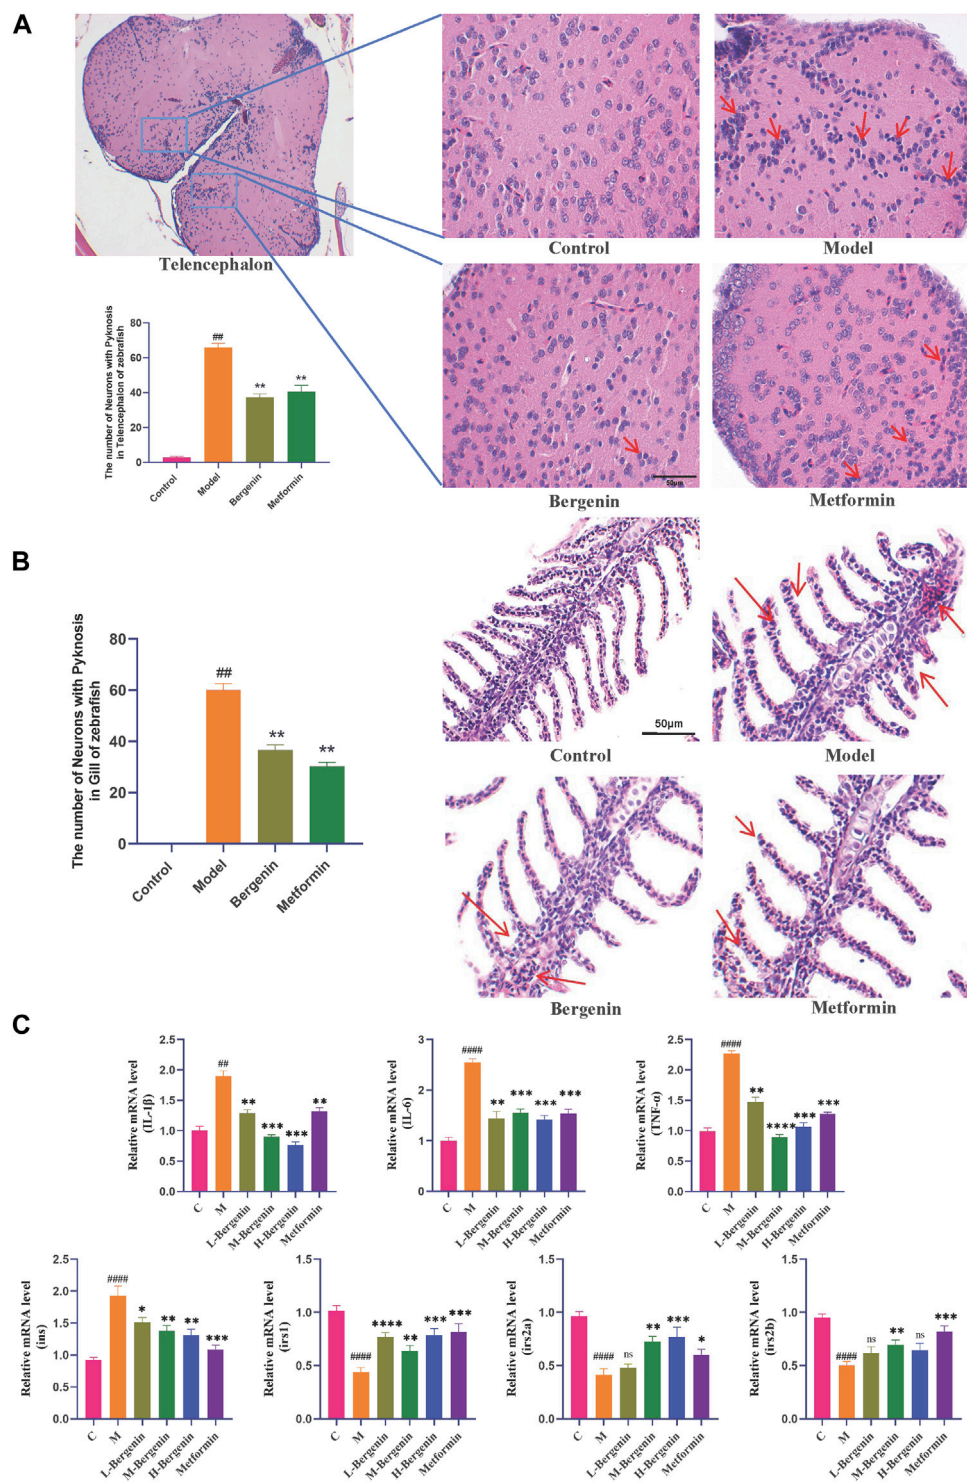 A
Telencephalon
Control
Model
The number of Neurons with Pyknosis
in Telencephalon of zebrafish
80
60
40
20
0
##
**
**
Control
Model
Bergenin
Metformin
50μm
Bergenin
Metformin
B
The number of Neurons with Pyknosis
in Gill of zebrafish
80
60
40
20
0
##
**
**
Control
Model
Bergenin
Metformin
50μm
Control
Model
Bergenin
Metformin
C
Relative mRNA level
(IL-1β)
2.5
2.0
1.5
1.0
0.5
0.0
##
**
***
***
**
C
M
L-Bergenin
M-Bergenin
H-Bergenin
Metformin
Relative mRNA level
(IL-6)
3
2
1
0
####
**
***
***
***
C
M
L-Bergenin
M-Bergenin
H-Bergenin
Metformin
Relative mRNA level
(TNF-α)
2.5
2.0
1.5
1.0
0.5
0.0
####
**
****
***
***
C
M
L-Bergenin
M-Bergenin
H-Bergenin
Metformin
Relative mRNA level
(ins)
2.5
2.0
1.5
1.0
0.5
0.0
####
*
**
**
***
C
M
L-Bergenin
M-Bergenin
H-Bergenin
Metformin
Relative mRNA level
(irs1)
1.5
1.0
0.5
0.0
####
****
**
***
***
C
M
L-Bergenin
M-Bergenin
H-Bergenin
Metformin
Relative mRNA level
(irs2a)
1.5
1.0
0.5
0.0
####
ns
**
***
*
C
M
L-Bergenin
M-Bergenin
H-Bergenin
Metformin
Relative mRNA level
(irs2b)
1.5
1.0
0.5
0.0
####
ns
**
ns
***
C
M
L-Bergenin
M-Bergenin
H-Bergenin
Metformin